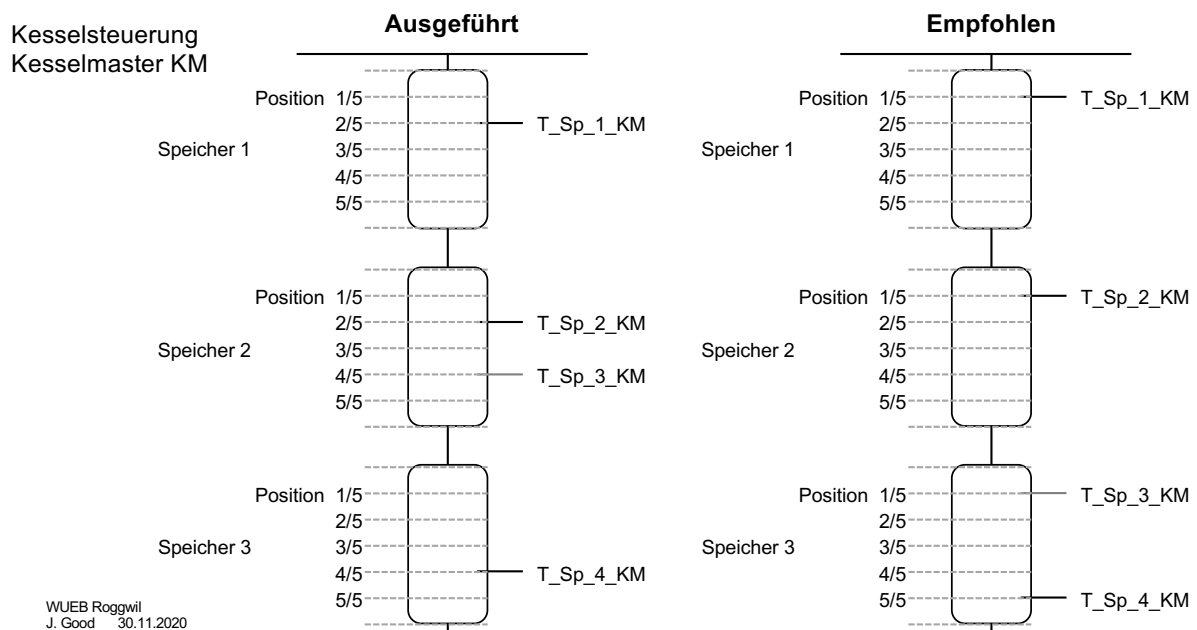 Kesselsteuerung
Kesselmaster KM
Ausgeführt
Position 1/5
T_Sp_1_KM
2/5
Speicher 1
3/5
4/5
5/5
Position 1/5
2/5
T_Sp_2_KM
Speicher 2
3/5
4/5
T_Sp_3_KM
5/5
Position 1/5
2/5
Speicher 3
3/5
4/5
T_Sp_4_KM
5/5
Empfohlen
Position 1/5
T_Sp_1_KM
2/5
Speicher 1
3/5
4/5
5/5
Position 1/5
T_Sp_2_KM
2/5
Speicher 2
3/5
4/5
5/5
Position 1/5
T_Sp_3_KM
2/5
Speicher 3
3/5
4/5
5/5
T_Sp_4_KM
WUEB Roggwil
J. Good 30.11.2020